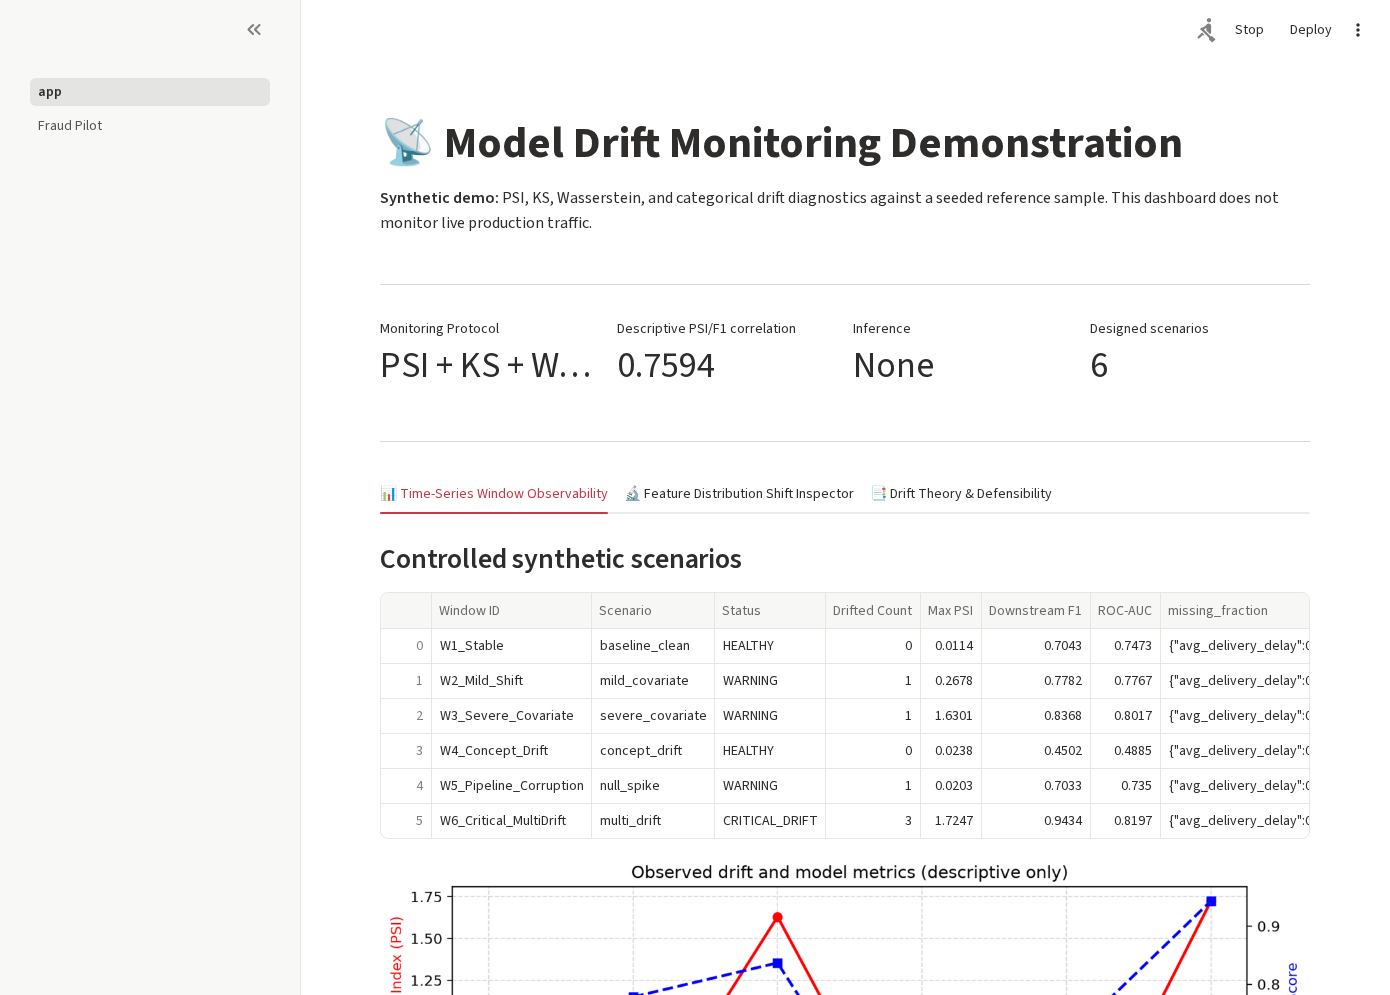 Stop
Deploy
app
Fraud Pilot
Model Drift Monitoring Demonstration
Synthetic demo: PSI, KS, Wasserstein, and categorical drift diagnostics against a seeded reference sample. This dashboard does not
monitor live production traffic.
Monitoring Protocol
PSI + KS + W…
Descriptive PSI/F1 correlation
0.7594
Inference
None
Designed scenarios
6
Time-Series Window Observability
Feature Distribution Shift Inspector
Drift Theory & Defensibility
Controlled synthetic scenarios
Window ID Scenario Status Drifted Count Max PSI Downstream F1 ROC-AUC missing_fraction
0 W1_Stable baseline_clean HEALTHY 0 0.0114 0.7043 0.7473 {"avg_delivery_delay":0
1 W2_Mild_Shift mild_covariate WARNING 1 0.2678 0.7782 0.7767 {"avg_delivery_delay":0
2 W3_Severe_Covariate severe_covariate WARNING 1 1.6301 0.8368 0.8017 {"avg_delivery_delay":0
3 W4_Concept_Drift concept_drift HEALTHY 0 0.0238 0.4502 0.4885 {"avg_delivery_delay":0
4 W5_Pipeline_Corruption null_spike WARNING 1 0.0203 0.7033 0.735 {"avg_delivery_delay":0
5 W6_Critical_MultiDrift multi_drift CRITICAL_DRIFT 3 1.7247 0.9434 0.8197 {"avg_delivery_delay":0
Observed drift and model metrics (descriptive only)
1.75
1.50
1.25
Index (PSI)
0.9
0.8